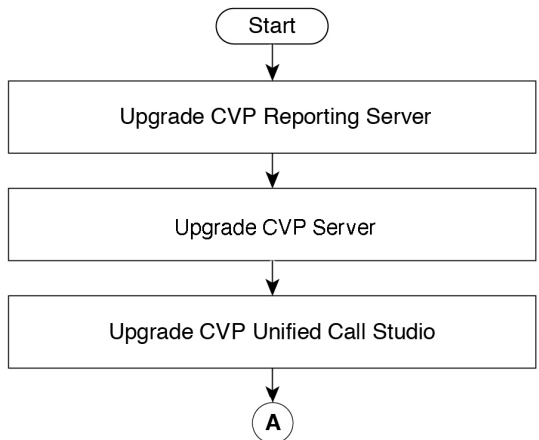 Start
Upgrade CVP Reporting Server
Upgrade CVP Server
Upgrade CVP Unified Call Studio
A